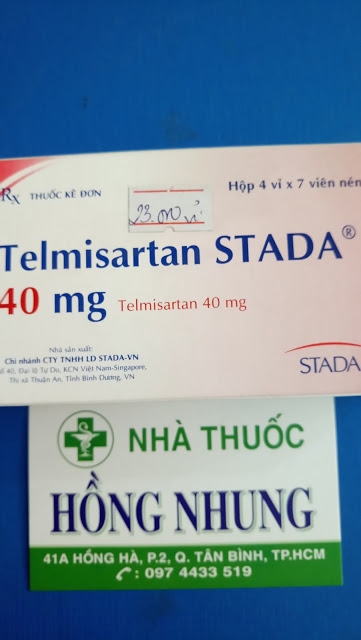 Rx THUỐC KÊ ĐƠN
Hộp 4 vỉ x 7 viên nén
23.000 vỉ
Telmisartan STADA®
40 mg Telmisartan 40 mg
Nhà sản xuất:
Chi nhánh CTY TNHH LD STADA-VN
Số 40, Đại lộ Tự Do, KCN Việt Nam-Singapore,
Thị xã Thuận An, Tỉnh Bình Dương, VN
STADA
NHÀ THUỐC
HỒNG NHUNG
41A HỒNG HÀ, P.2, Q. TÂN BÌNH, TP.HCM
: 097 4433 519